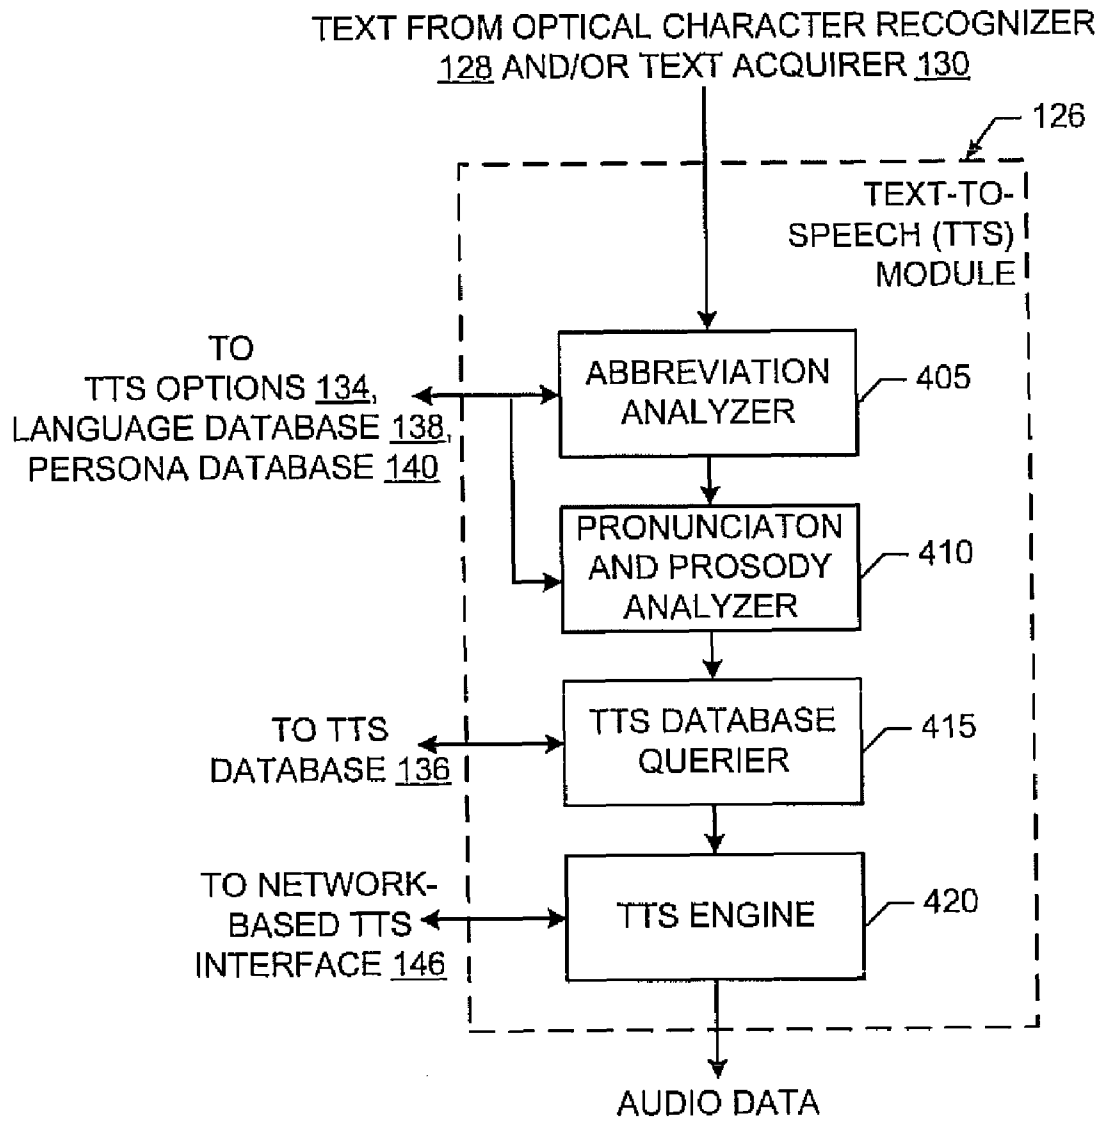 TEXT FROM OPTICAL CHARACTER RECOGNIZER
128 AND/OR TEXT ACQUIRER 130
126
TEXT-TO-
SPEECH (TTS)
MODULE
TO
TTS OPTIONS 134,
LANGUAGE DATABASE 138,
PERSONA DATABASE 140
ABBREVIATION
ANALYZER
405
PRONUNCIATON
AND PROSODY
ANALYZER
410
TO TTS
DATABASE 136
TTS DATABASE
QUERIER
415
TO NETWORK-
BASED TTS
INTERFACE 146
TTS ENGINE
420
AUDIO DATA